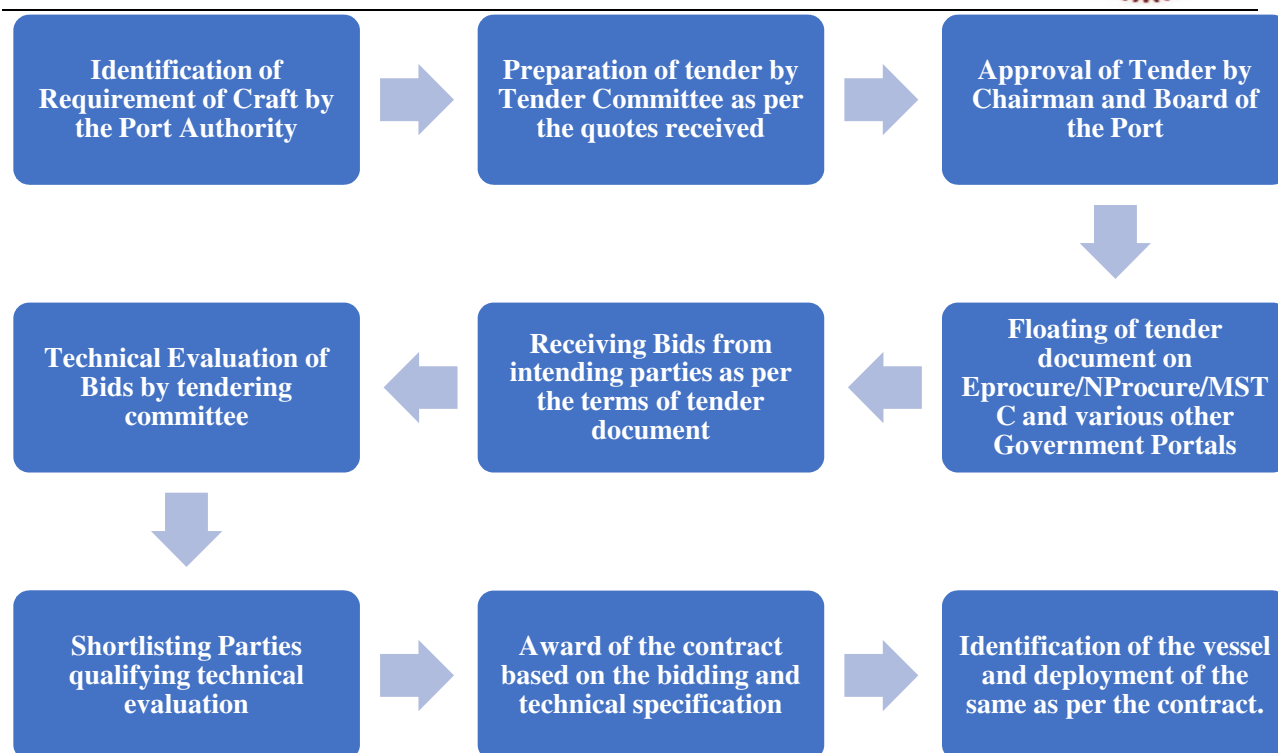 Identification of
Requirement of Craft by
the Port Authority
Preparation of tender by
Tender Committee as per
the quotes received
Approval of Tender by
Chairman and Board of
the Port
Floating of tender
document on
Eprocure/NProcure/MST
C and various other
Government Portals
Receiving Bids from
intending parties as per
the terms of tender
document
Technical Evaluation of
Bids by tendering
committee
Shortlisting Parties
qualifying technical
evaluation
Award of the contract
based on the bidding and
technical specification
Identification of the vessel
and deployment of the
same as per the contract.